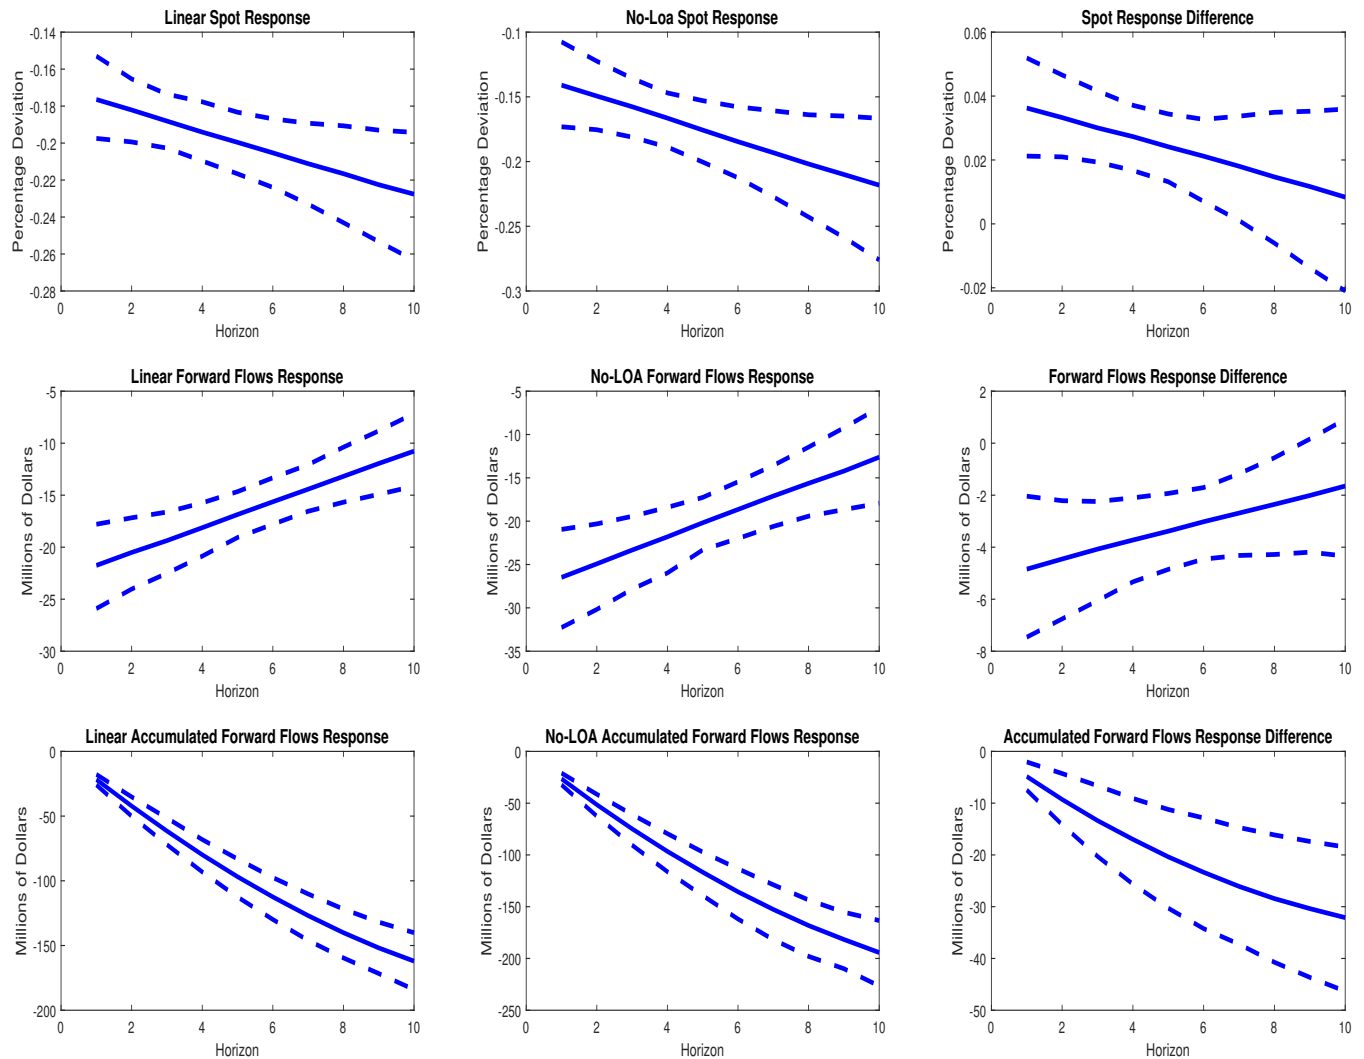 Linear Spot Response
-0.14
-0.16
-0.18
-0.2
-0.22
-0.24
-0.26
-0.28
Percentage Deviation
0 2 4 6 8 10
Horizon
No-Loa Spot Response
-0.1
-0.15
-0.2
-0.25
-0.3
Percentage Deviation
0 2 4 6 8 10
Horizon
Spot Response Difference
0.06
0.04
0.02
0
-0.02
Percentage Deviation
0 2 4 6 8 10
Horizon
Linear Forward Flows Response
-5
-10
-15
-20
-25
-30
Millions of Dollars
0 2 4 6 8 10
Horizon
No-LOA Forward Flows Response
-5
-10
-15
-20
-25
-30
-35
Millions of Dollars
0 2 4 6 8 10
Horizon
Forward Flows Response Difference
2
0
-2
-4
-6
-8
Millions of Dollars
0 2 4 6 8 10
Horizon
Linear Accumulated Forward Flows Response
0
-50
-100
-150
-200
Millions of Dollars
0 2 4 6 8 10
Horizon
No-LOA Accumulated Forward Flows Response
0
-50
-100
-150
-200
-250
Millions of Dollars
0 2 4 6 8 10
Horizon
Accumulated Forward Flows Response Difference
0
-10
-20
-30
-40
-50
Millions of Dollars
0 2 4 6 8 10
Horizon